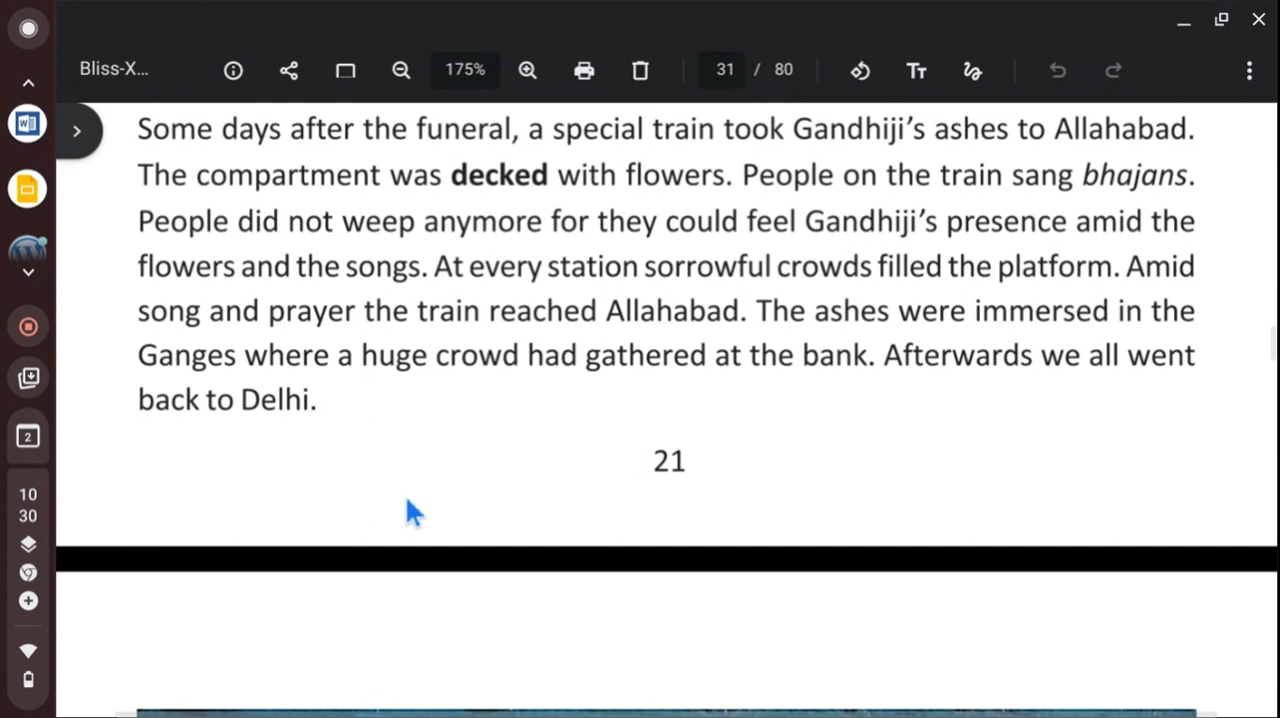 Bliss-X...
175%
31 / 80
Some days after the funeral, a special train took Gandhiji’s ashes to Allahabad.
The compartment was decked with flowers. People on the train sang bhajans.
People did not weep anymore for they could feel Gandhiji’s presence amid the
flowers and the songs. At every station sorrowful crowds filled the platform. Amid
song and prayer the train reached Allahabad. The ashes were immersed in the
Ganges where a huge crowd had gathered at the bank. Afterwards we all went
back to Delhi.
21
2
10
30